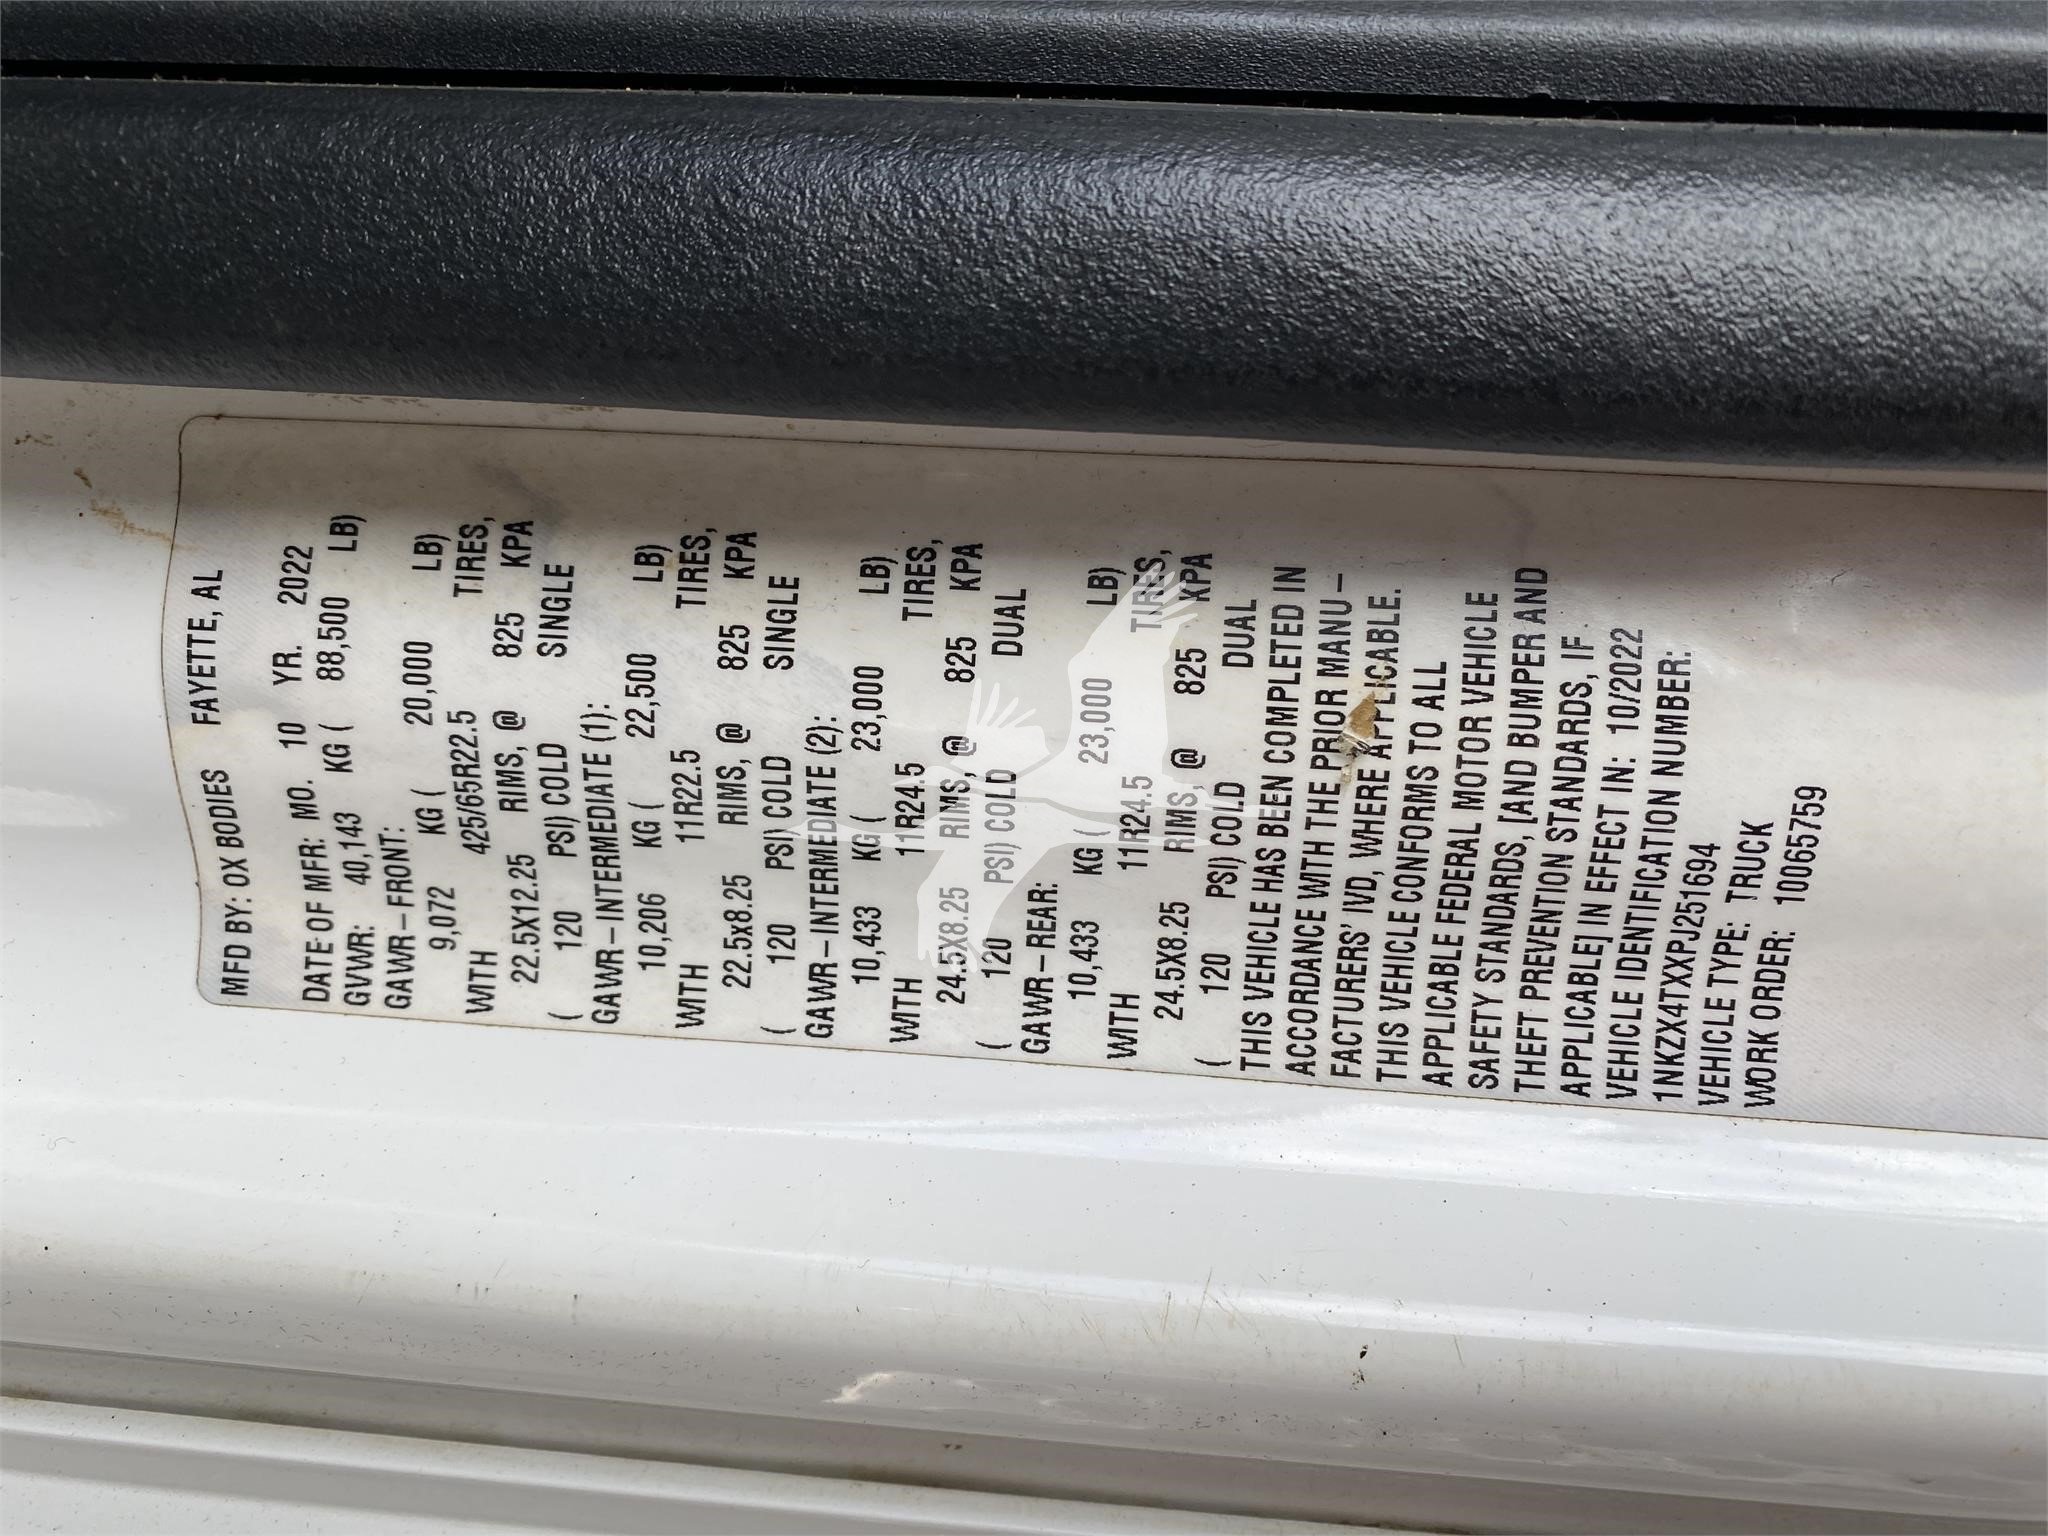 MFD BY: OX BODIES FAYETTE, AL
DATE OF MFR: MO. 10 YR. 2022
GVWR: 40,143 KG ( 88,500 LB)
GAWR-FRONT:
9,072 KG ( 20,000 LB)
WITH 425/65R22.5 TIRES,
22.5X12.25 RIMS, @ 825 KPA
( 120 PSI) COLD SINGLE
GAWR-INTERMEDIATE (1):
10,206 KG ( 22,500 LB)
WITH 11R22.5 TIRES,
22.5x8.25 RIMS, @ 825 KPA
( 120 PSI) COLD SINGLE
GAWR-INTERMEDIATE (2):
10,433 KG ( 23,000 LB)
WITH 11R24.5 TIRES,
24.5X8.25 RIMS, @ 825 KPA
( 120 PSI) COLD DUAL
GAWR-REAR:
10,433 KG ( 23,000 LB)
WITH 11R24.5 TIRES,
24.5X8.25 RIMS, @ 825 KPA
( 120 PSI) COLD DUAL
THIS VEHICLE HAS BEEN COMPLETED IN
ACCORDANCE WITH THE PRIOR MANU-
FACTURERS' IVD, WHERE APPLICABLE.
THIS VEHICLE CONFORMS TO ALL
APPLICABLE FEDERAL MOTOR VEHICLE
SAFETY STANDARDS, [AND BUMPER AND
THEFT PREVENTION STANDARDS, IF
APPLICABLE] IN EFFECT IN: 10/2022
VEHICLE IDENTIFICATION NUMBER:
1NKZX4TXXPJ251694
VEHICLE TYPE: TRUCK
WORK ORDER: 10065759